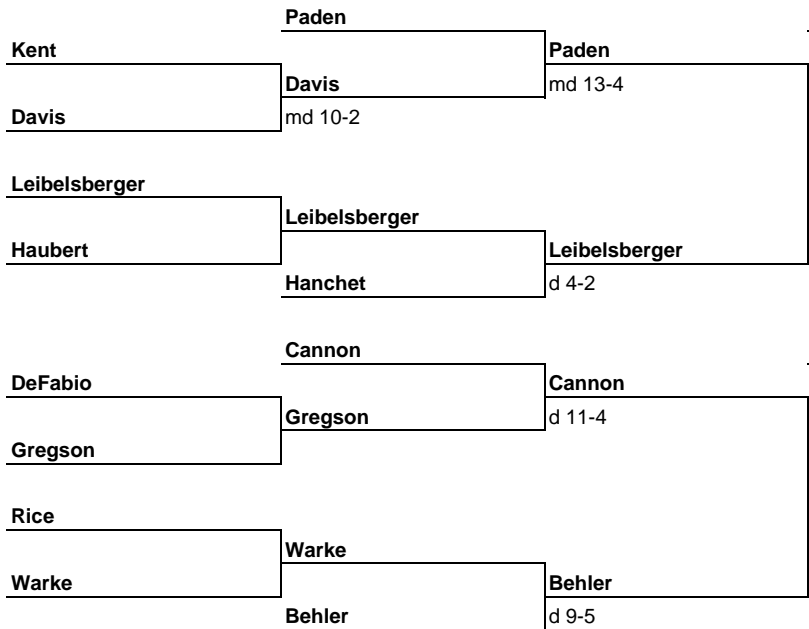 Paden
Kent Paden
Davis md 13-4
Davis md 10-2
Leibelsberger
Leibelsberger
Haubert Leibelsberger
Hanchet d 4-2
Cannon
DeFabio Cannon
Gregson d 11-4
Gregson
Rice
Warke
Warke Behler
Behler d 9-5